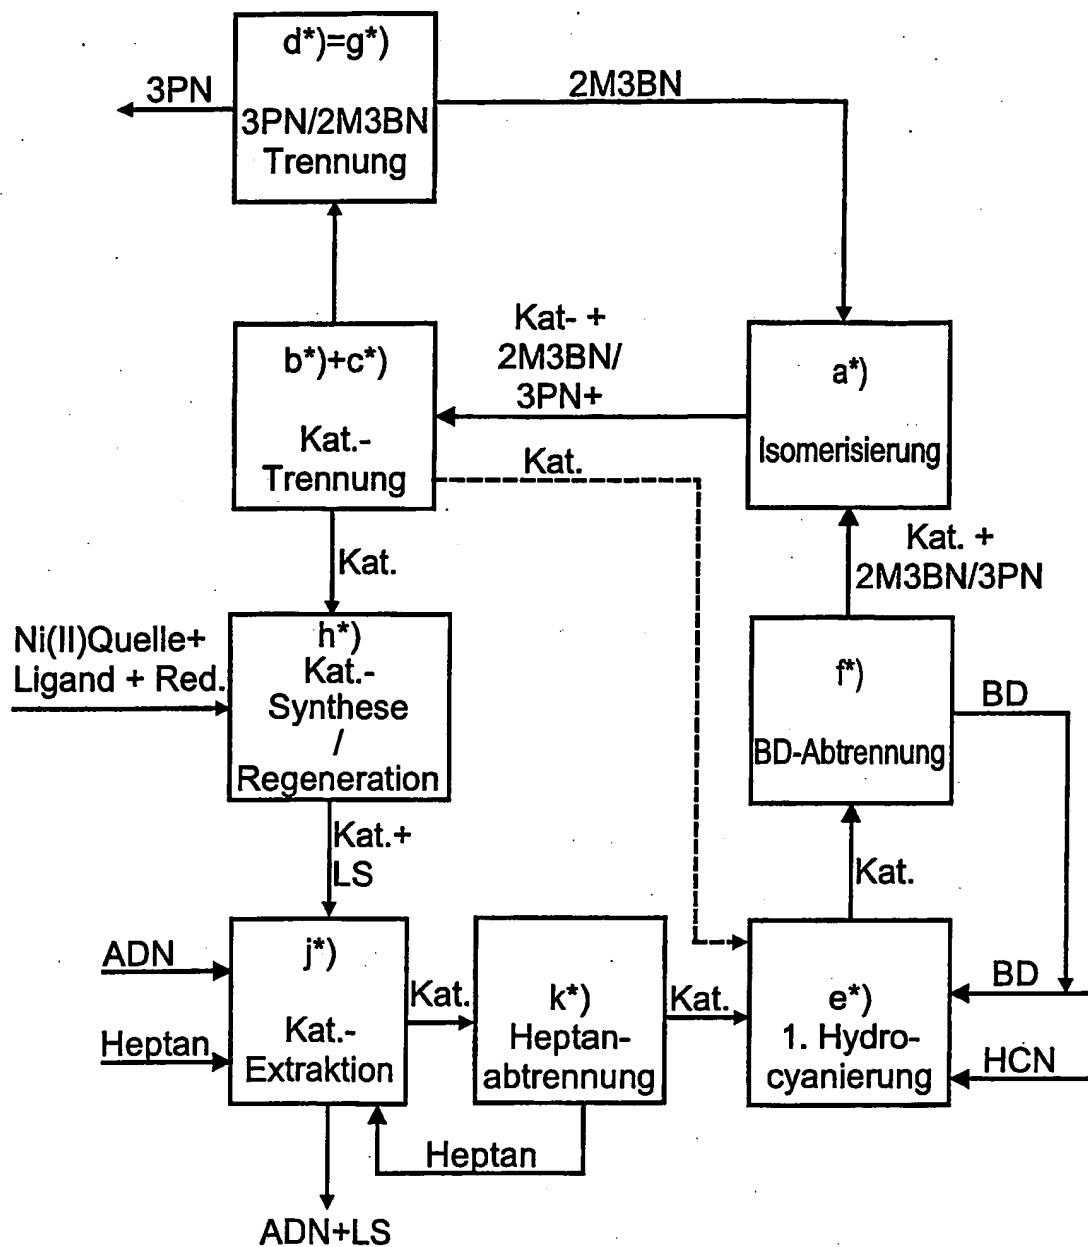 d*)=g*)
3PN/2M3BN
Trennung
3PN
2M3BN
b*)+c*)
Kat.-
Trennung
Kat- +
2M3BN/
3PN+
a*)
Isomerisierung
Kat.
Kat.
Kat. +
2M3BN/3PN
Ni(II)Quelle+
Ligand + Red.
h*)
Kat.-
Synthese
/
Regeneration
f*)
BD-Abtrennung
BD
Kat.+
LS
Kat.
ADN
Heptan
j*)
Kat.-
Extraktion
Kat.
k*)
Heptan-
abtrennung
Kat.
e*)
1. Hydro-
cyanierung
BD
HCN
Heptan
ADN+LS